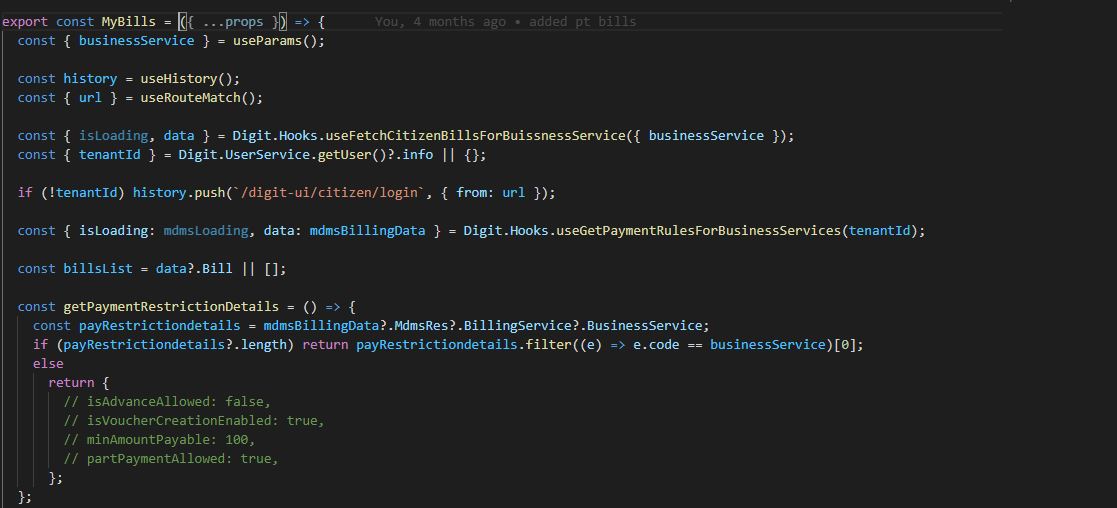 export const MyBills = ({ ...props }) => {      You, 4 months ago • added pt bills
  const { businessService } = useParams();

  const history = useHistory();
  const { url } = useRouteMatch();

  const { isLoading, data } = Digit.Hooks.useFetchCitizenBillsForBuissnessService({ businessService });
  const { tenantId } = Digit.UserService.getUser()?.info || {};

  if (!tenantId) history.push(`/digit-ui/citizen/login`, { from: url });

  const { isLoading: mdmsLoading, data: mdmsBillingData } = Digit.Hooks.useGetPaymentRulesForBusinessServices(tenantId);

  const billsList = data?.Bill || [];

  const getPaymentRestrictionDetails = () => {
    const payRestrictiondetails = mdmsBillingData?.MdmsRes?.BillingService?.BusinessService;
    if (payRestrictiondetails?.length) return payRestrictiondetails.filter((e) => e.code == businessService)[0];
    else
      return {
        // isAdvanceAllowed: false,
        // isVoucherCreationEnabled: true,
        // minAmountPayable: 100,
        // partPaymentAllowed: true,
      };
  };